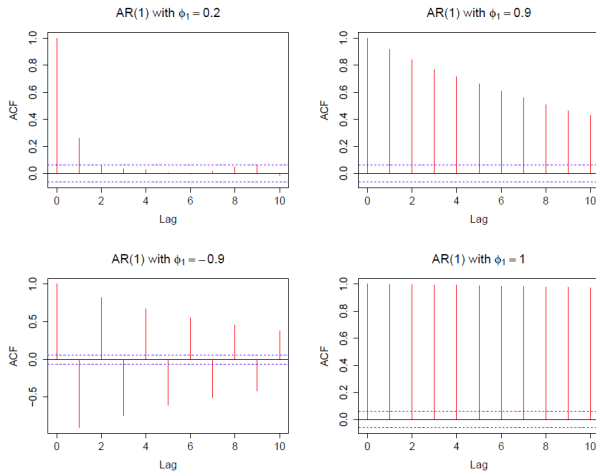 AR(1) with ϕ₁ = 0.2
ACF
1.0
0.8
0.6
0.4
0.2
0.0
0 2 4 6 8 10
Lag
AR(1) with ϕ₁ = 0.9
ACF
1.0
0.8
0.6
0.4
0.2
0.0
0 2 4 6 8 10
Lag
AR(1) with ϕ₁ = −0.9
ACF
1.0
0.5
0.0
−0.5
0 2 4 6 8 10
Lag
AR(1) with ϕ₁ = 1
ACF
1.0
0.8
0.6
0.4
0.2
0.0
0 2 4 6 8 10
Lag